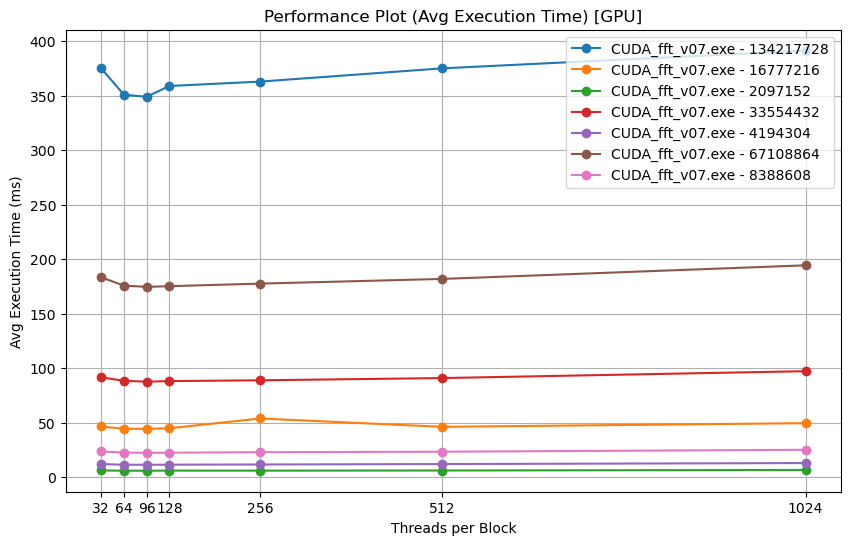 Performance Plot (Avg Execution Time) [GPU]
CUDA_fft_v07.exe - 134217728
CUDA_fft_v07.exe - 16777216
CUDA_fft_v07.exe - 2097152
CUDA_fft_v07.exe - 33554432
CUDA_fft_v07.exe - 4194304
CUDA_fft_v07.exe - 67108864
CUDA_fft_v07.exe - 8388608
Avg Execution Time (ms)
400
350
300
250
200
150
100
50
0
32 64 96 128 256 512 1024
Threads per Block